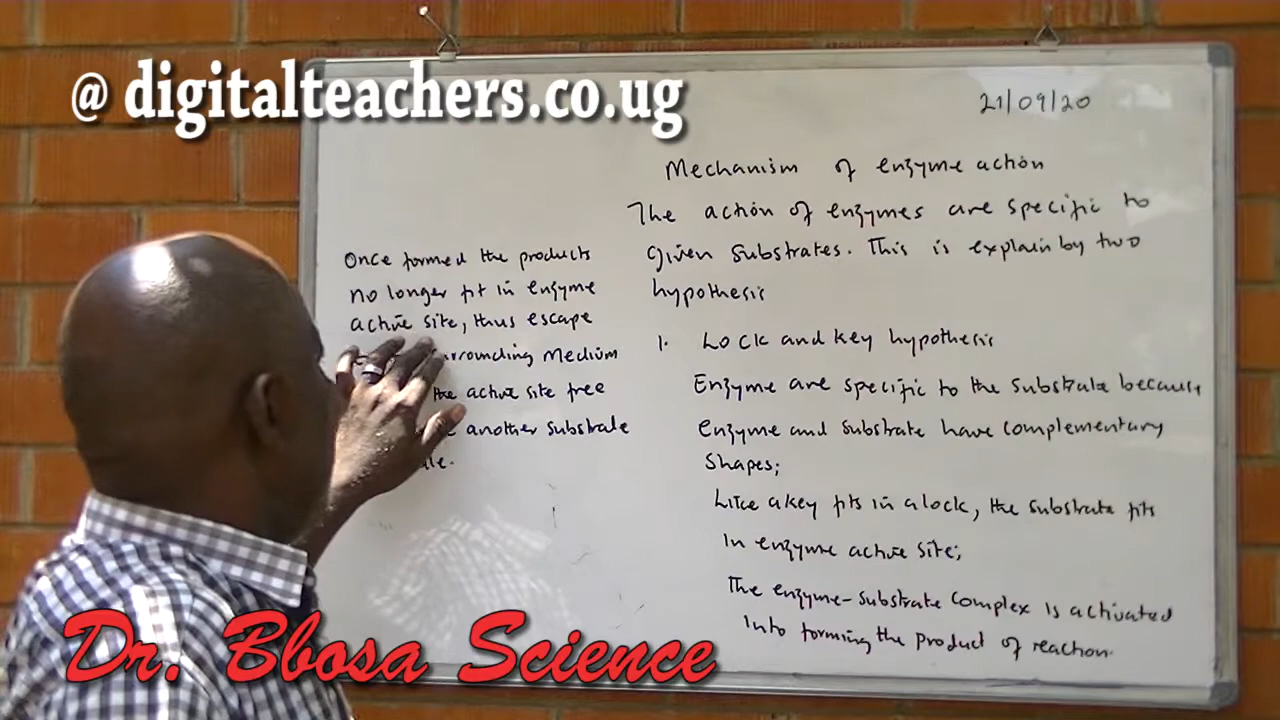 @ digitalteachers.co.ug
21/09/20
Mechanism of enzyme action
The action of enzymes are specific to
given substrates. This is explain by two
hypothesis
1. Lock and key hypothesis
Enzyme are specific to the substrate because
enzyme and substrate have complementary
shapes;
Like a key fits in a lock, the substrate fits
in enzyme active site;
The enzyme-substrate complex is activated
into forming the product of reaction.
Once formed the products
no longer fit in enzyme
active site, thus escape
Medium
the active site free
another substrate
Dr. Bbosa Science